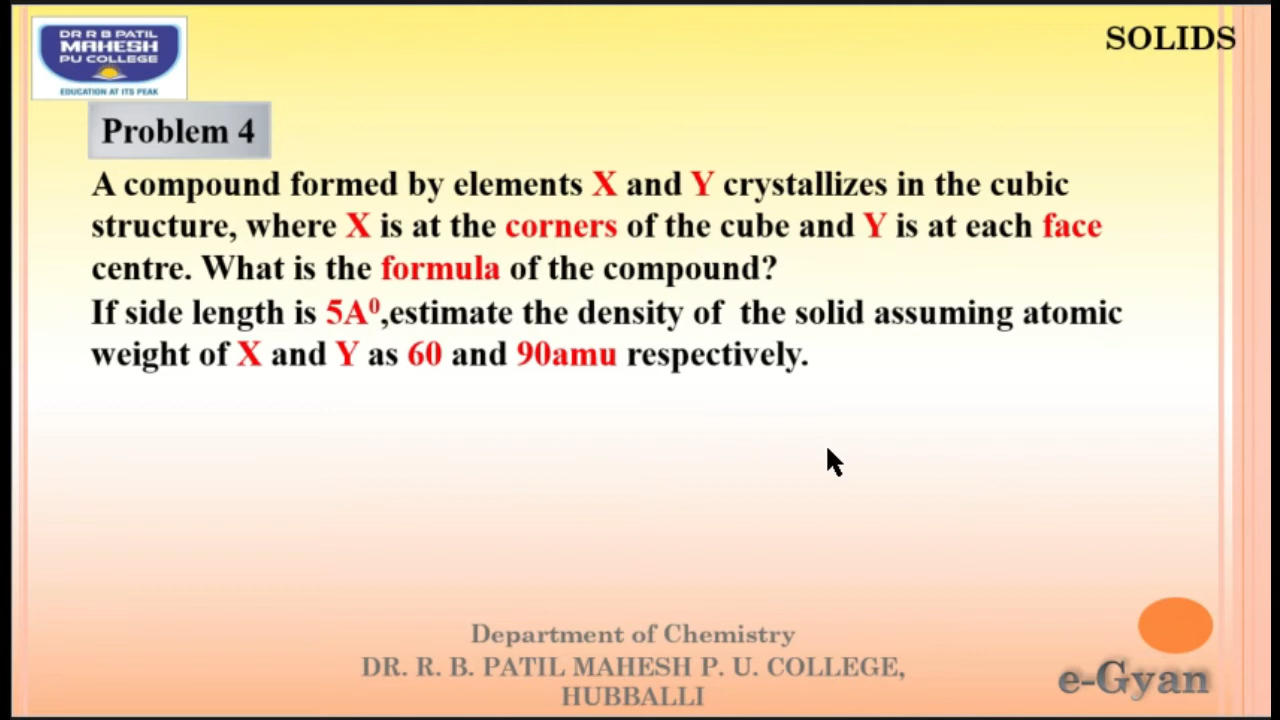 DR R B PATIL
MAHESH
PU COLLEGE
EDUCATION AT ITS PEAK
SOLIDS
Problem 4
A compound formed by elements X and Y crystallizes in the cubic
structure, where X is at the corners of the cube and Y is at each face
centre. What is the formula of the compound?
If side length is 5A⁰,estimate the density of the solid assuming atomic
weight of X and Y as 60 and 90amu respectively.
Department of Chemistry
DR. R. B. PATIL MAHESH P. U. COLLEGE,
HUBBALLI
e-Gyan